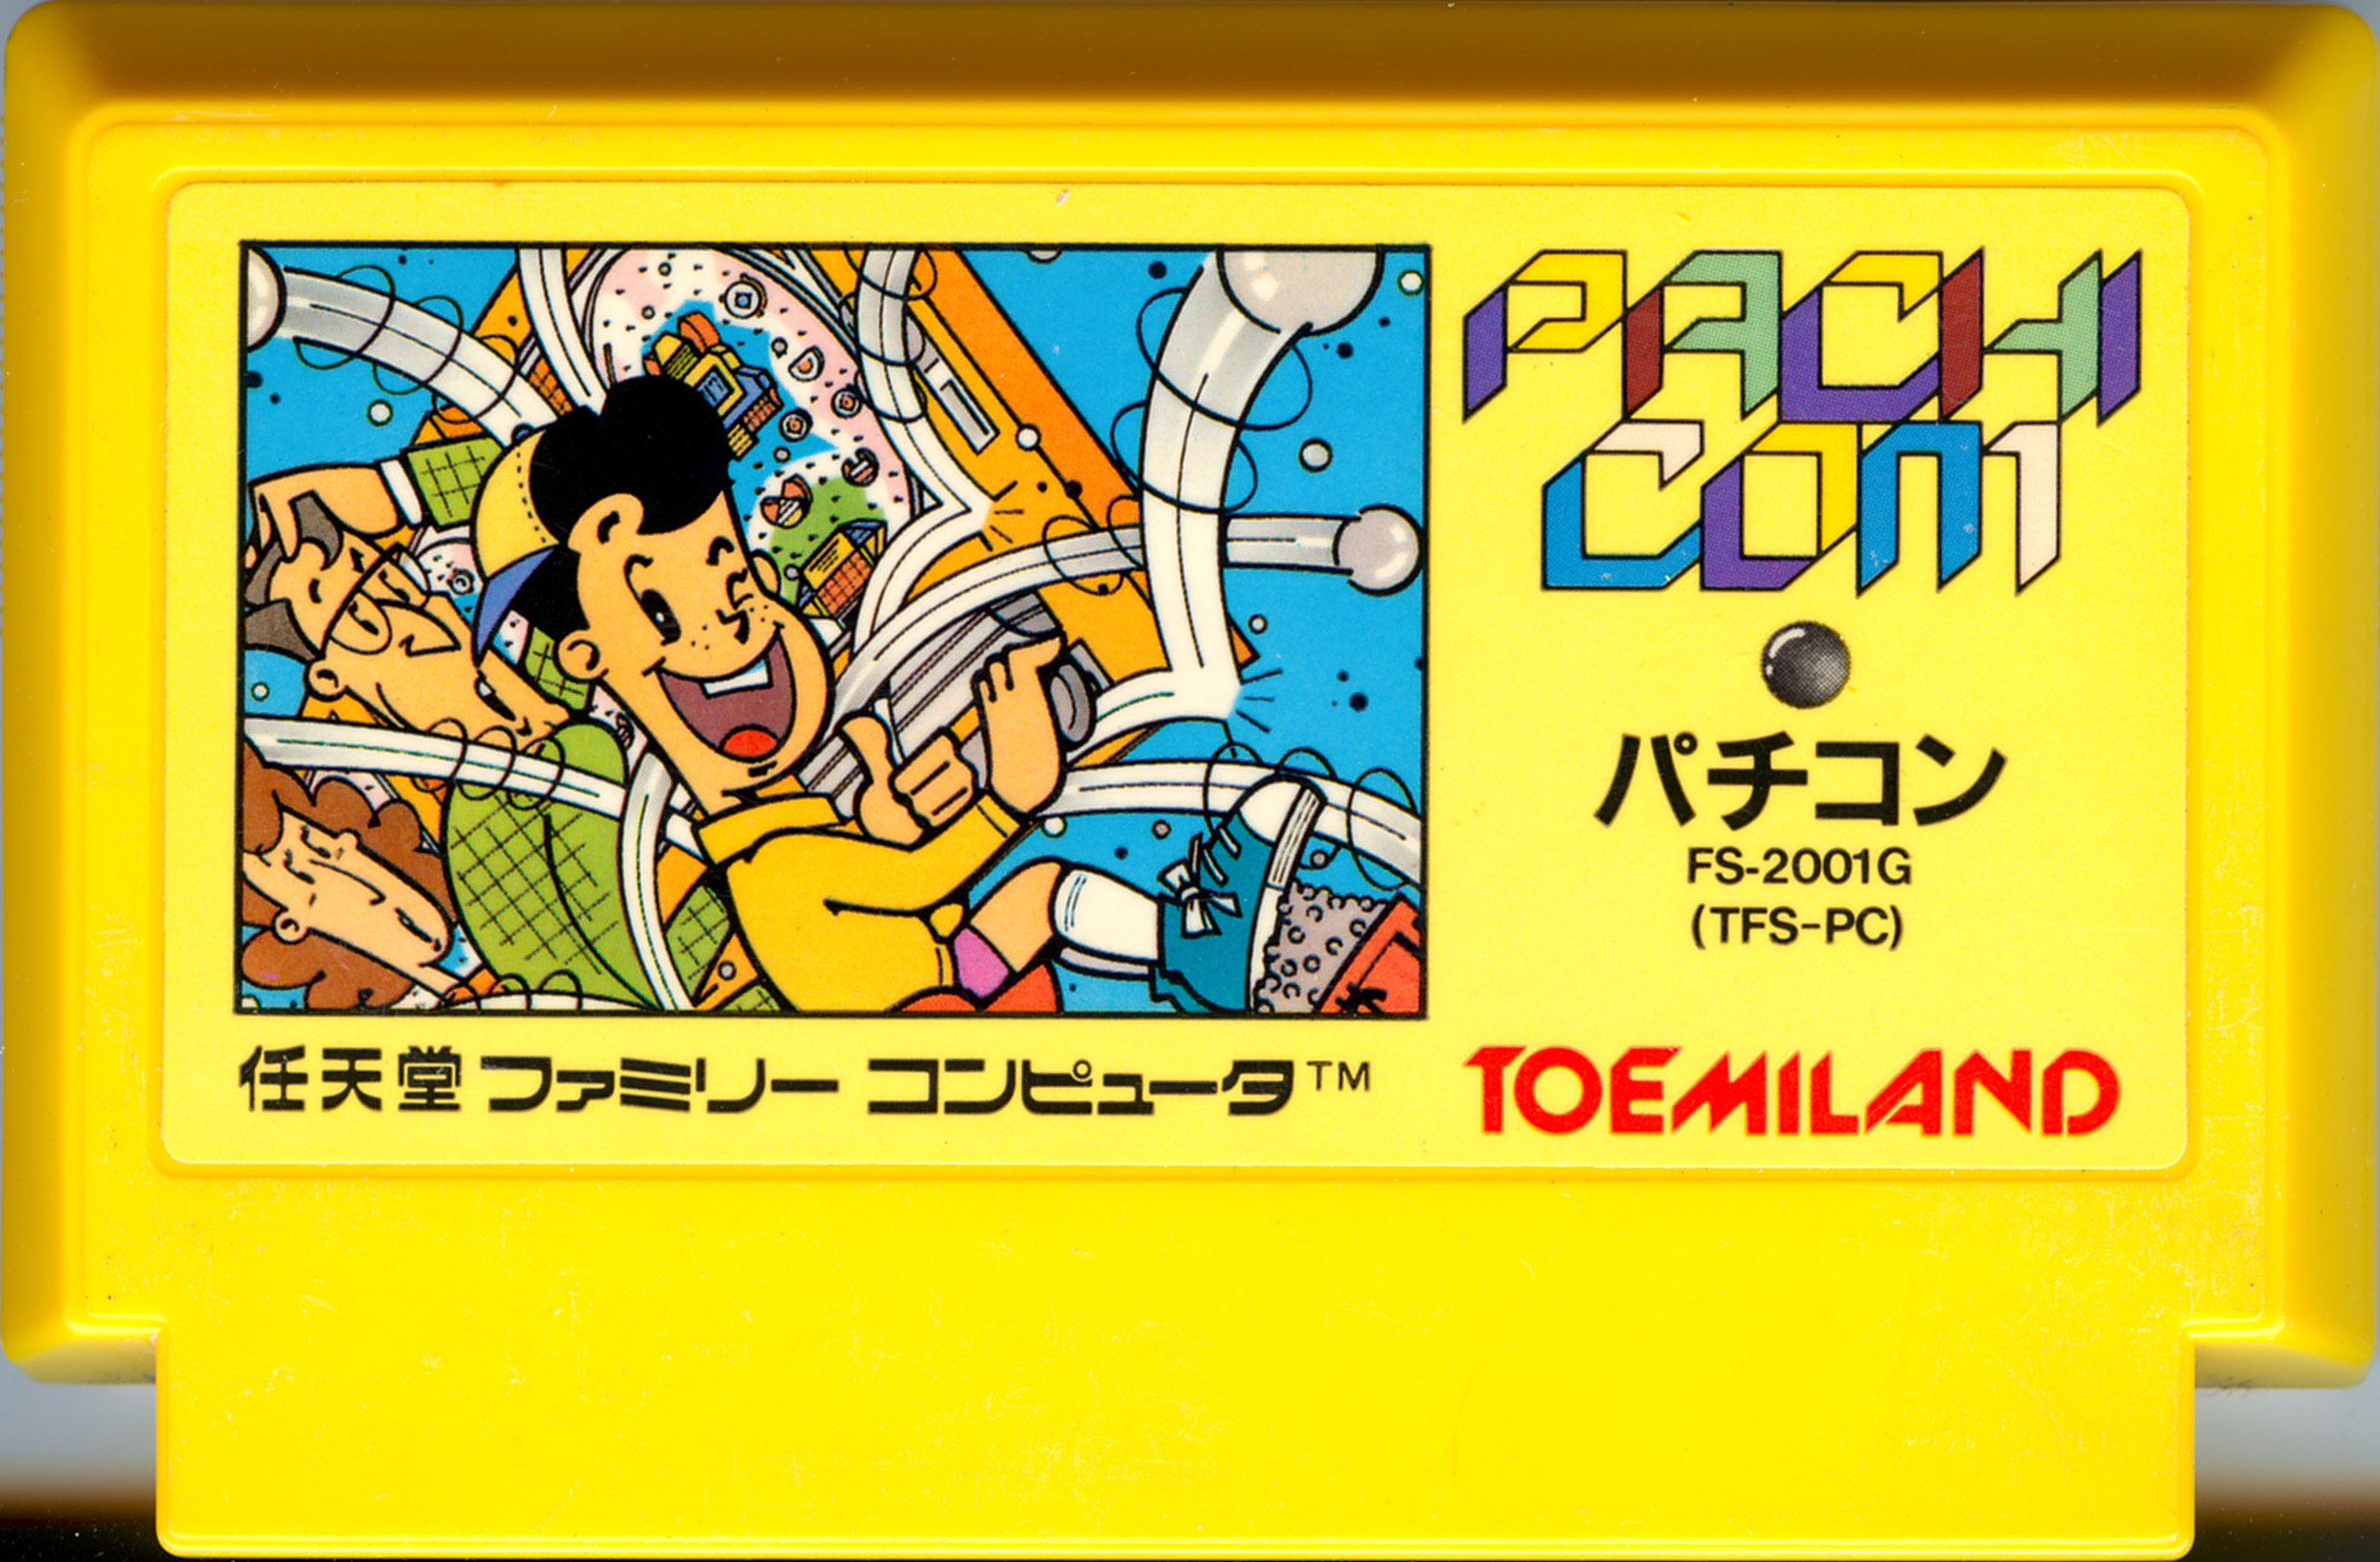 PACHI
COM
パチコン
FS-2001G
(TFS-PC)
任天堂 ファミリー コンピュータ™
TOEMILAND